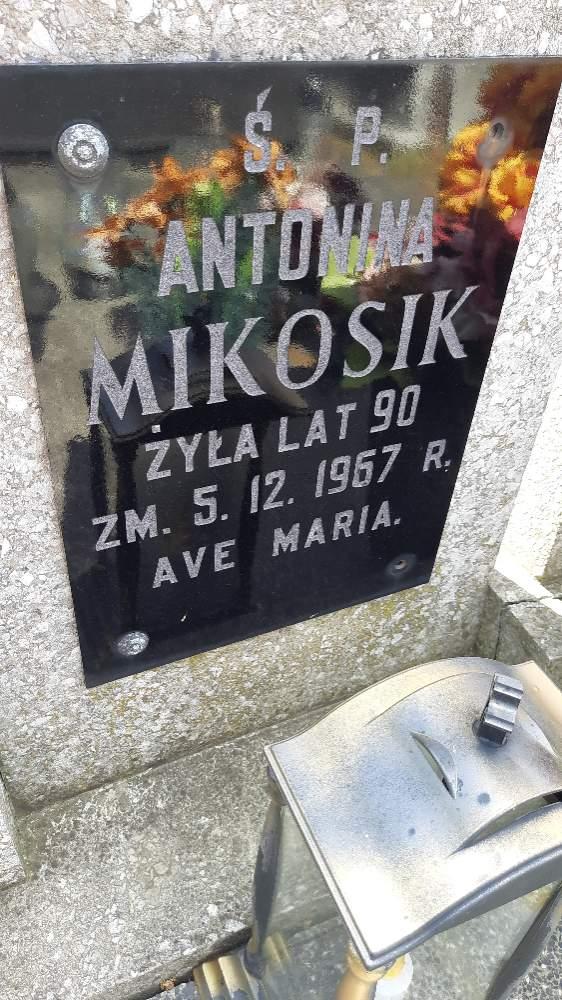 Ś. P.
ANTONINA
MIKOSIK
ŻYŁA LAT 90
ZM. 5. 12. 1967 R.
AVE MARIA.